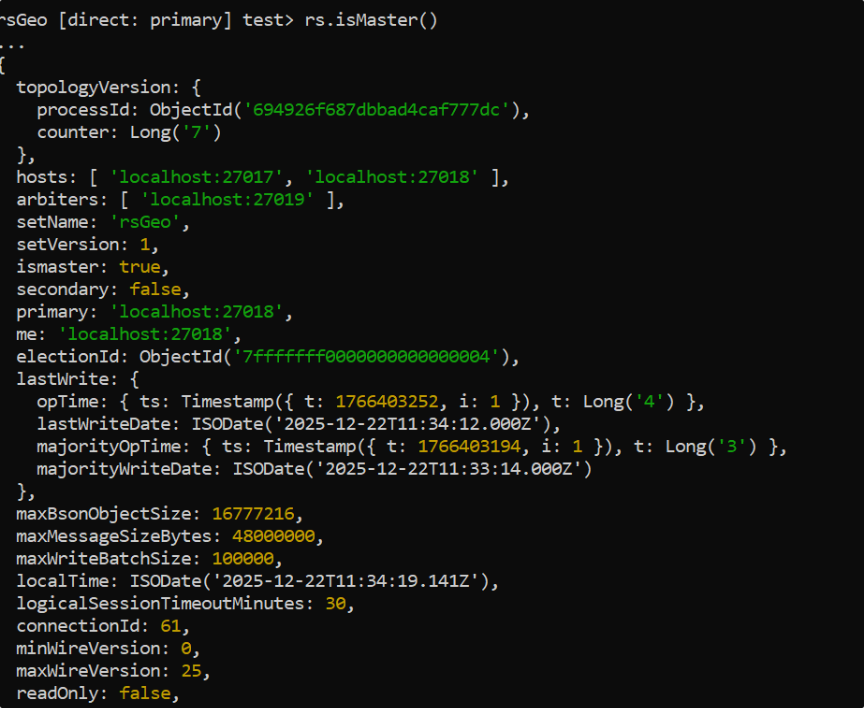 rsGeo [direct: primary] test> rs.isMaster()
...
{
  topologyVersion: {
    processId: ObjectId('694926f687dbbad4caf777dc'),
    counter: Long('7')
  },
  hosts: [ 'localhost:27017', 'localhost:27018' ],
  arbiters: [ 'localhost:27019' ],
  setName: 'rsGeo',
  setVersion: 1,
  ismaster: true,
  secondary: false,
  primary: 'localhost:27018',
  me: 'localhost:27018',
  electionId: ObjectId('7fffffff0000000000000004'),
  lastWrite: {
    opTime: { ts: Timestamp({ t: 1766403252, i: 1 }), t: Long('4') },
    lastWriteDate: ISODate('2025-12-22T11:34:12.000Z'),
    majorityOpTime: { ts: Timestamp({ t: 1766403194, i: 1 }), t: Long('3') },
    majorityWriteDate: ISODate('2025-12-22T11:33:14.000Z')
  },
  maxBsonObjectSize: 16777216,
  maxMessageSizeBytes: 48000000,
  maxWriteBatchSize: 100000,
  localTime: ISODate('2025-12-22T11:34:19.141Z'),
  logicalSessionTimeoutMinutes: 30,
  connectionId: 61,
  minWireVersion: 0,
  maxWireVersion: 25,
  readOnly: false,